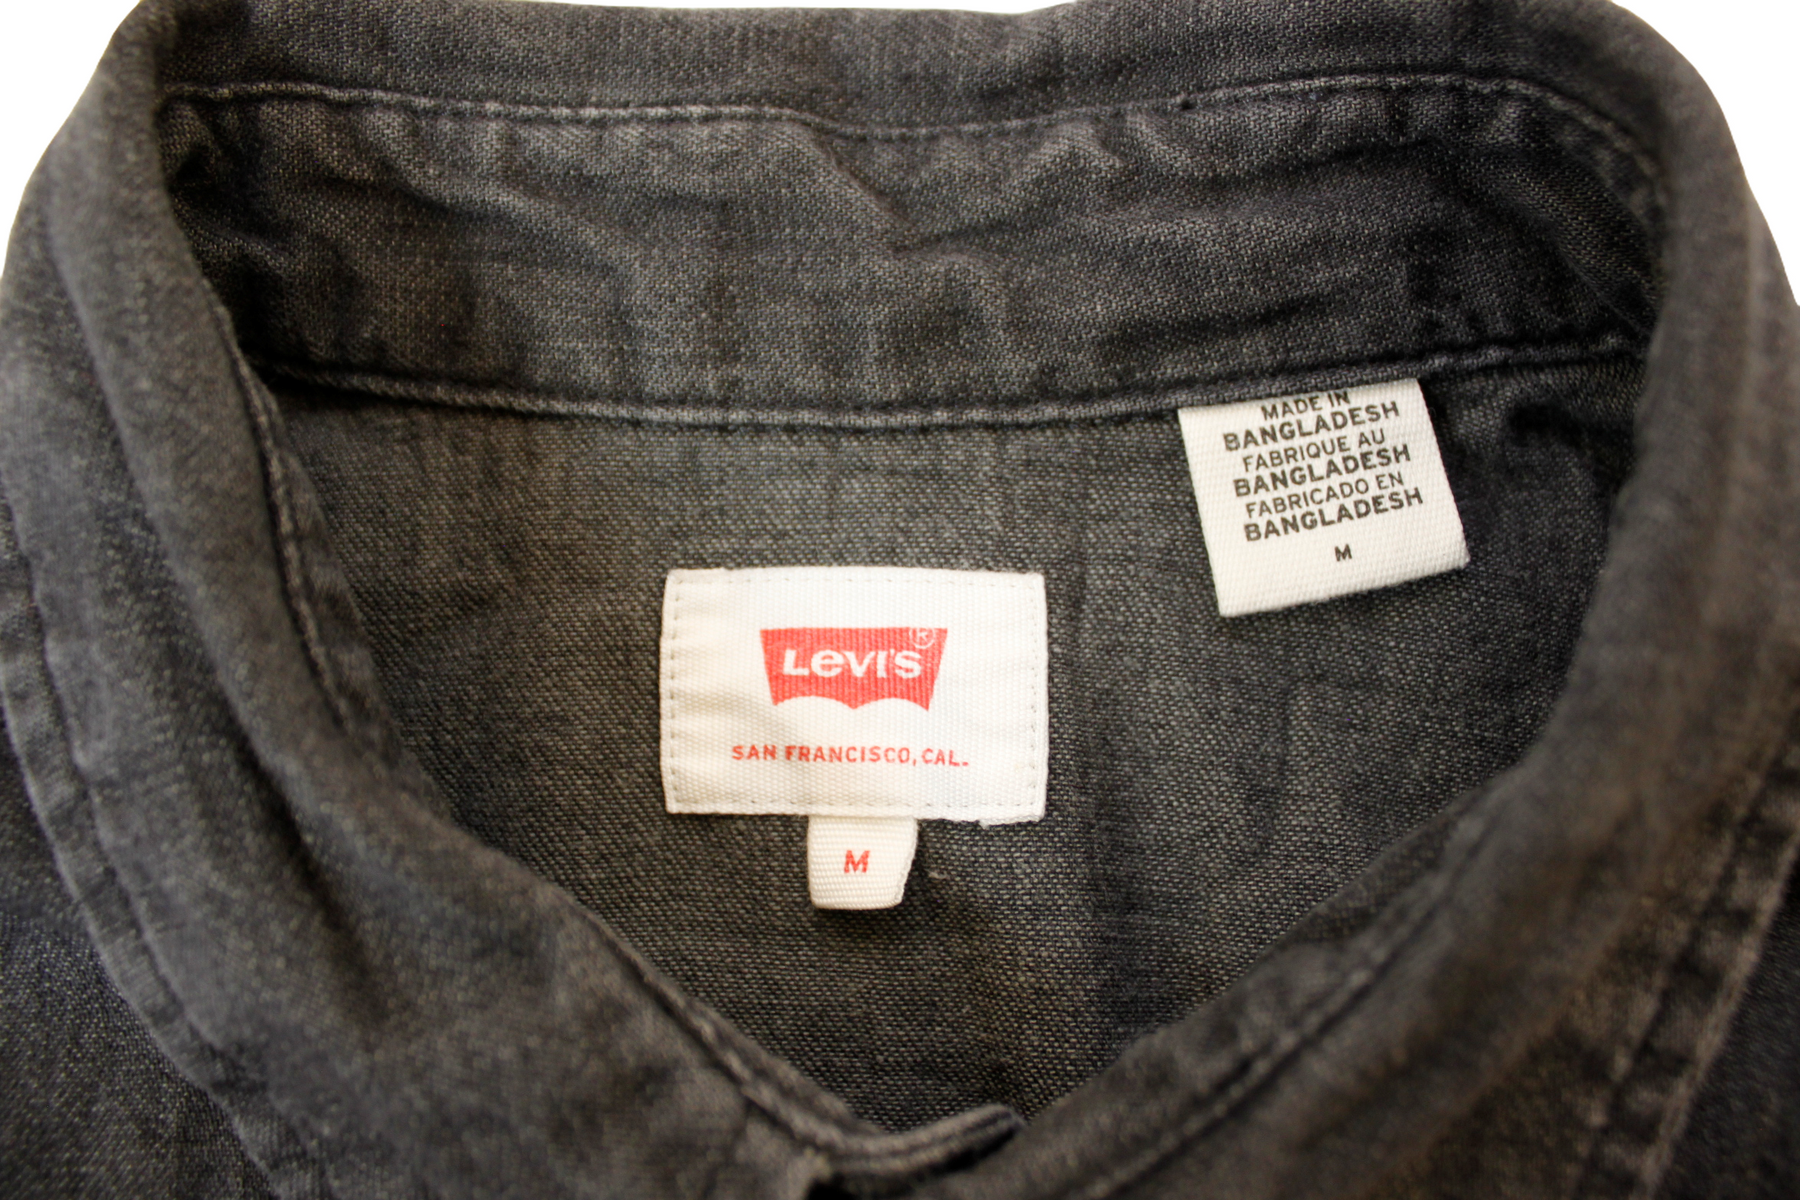 MADE IN
BANGLADESH
FABRIQUE AU
BANGLADESH
FABRICADO EN
BANGLADESH
M
LEVI'S®
SAN FRANCISCO, CAL.
M